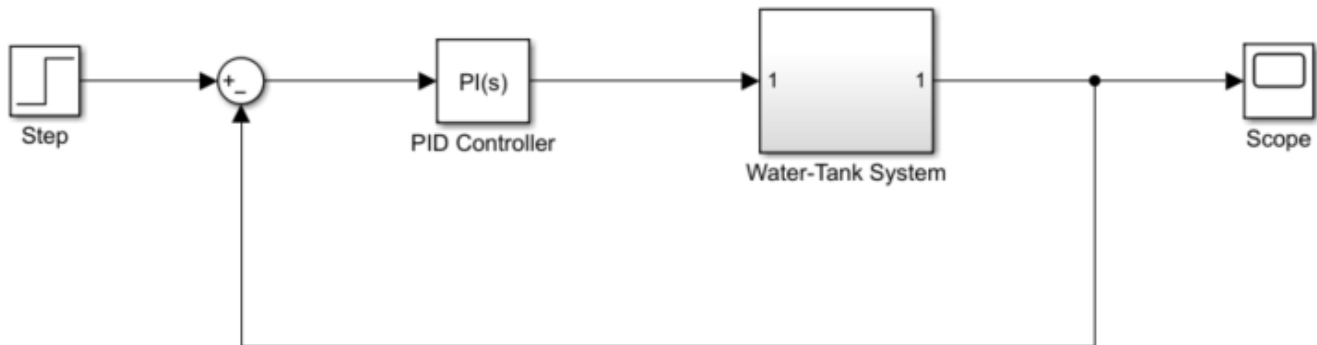 +
−
PI(s)
1
1
Step
PID Controller
Water-Tank System
Scope